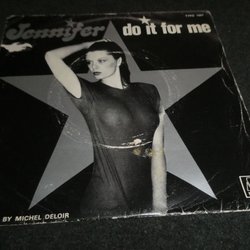 Jennifer do it for me
BY MICHEL DELOIR